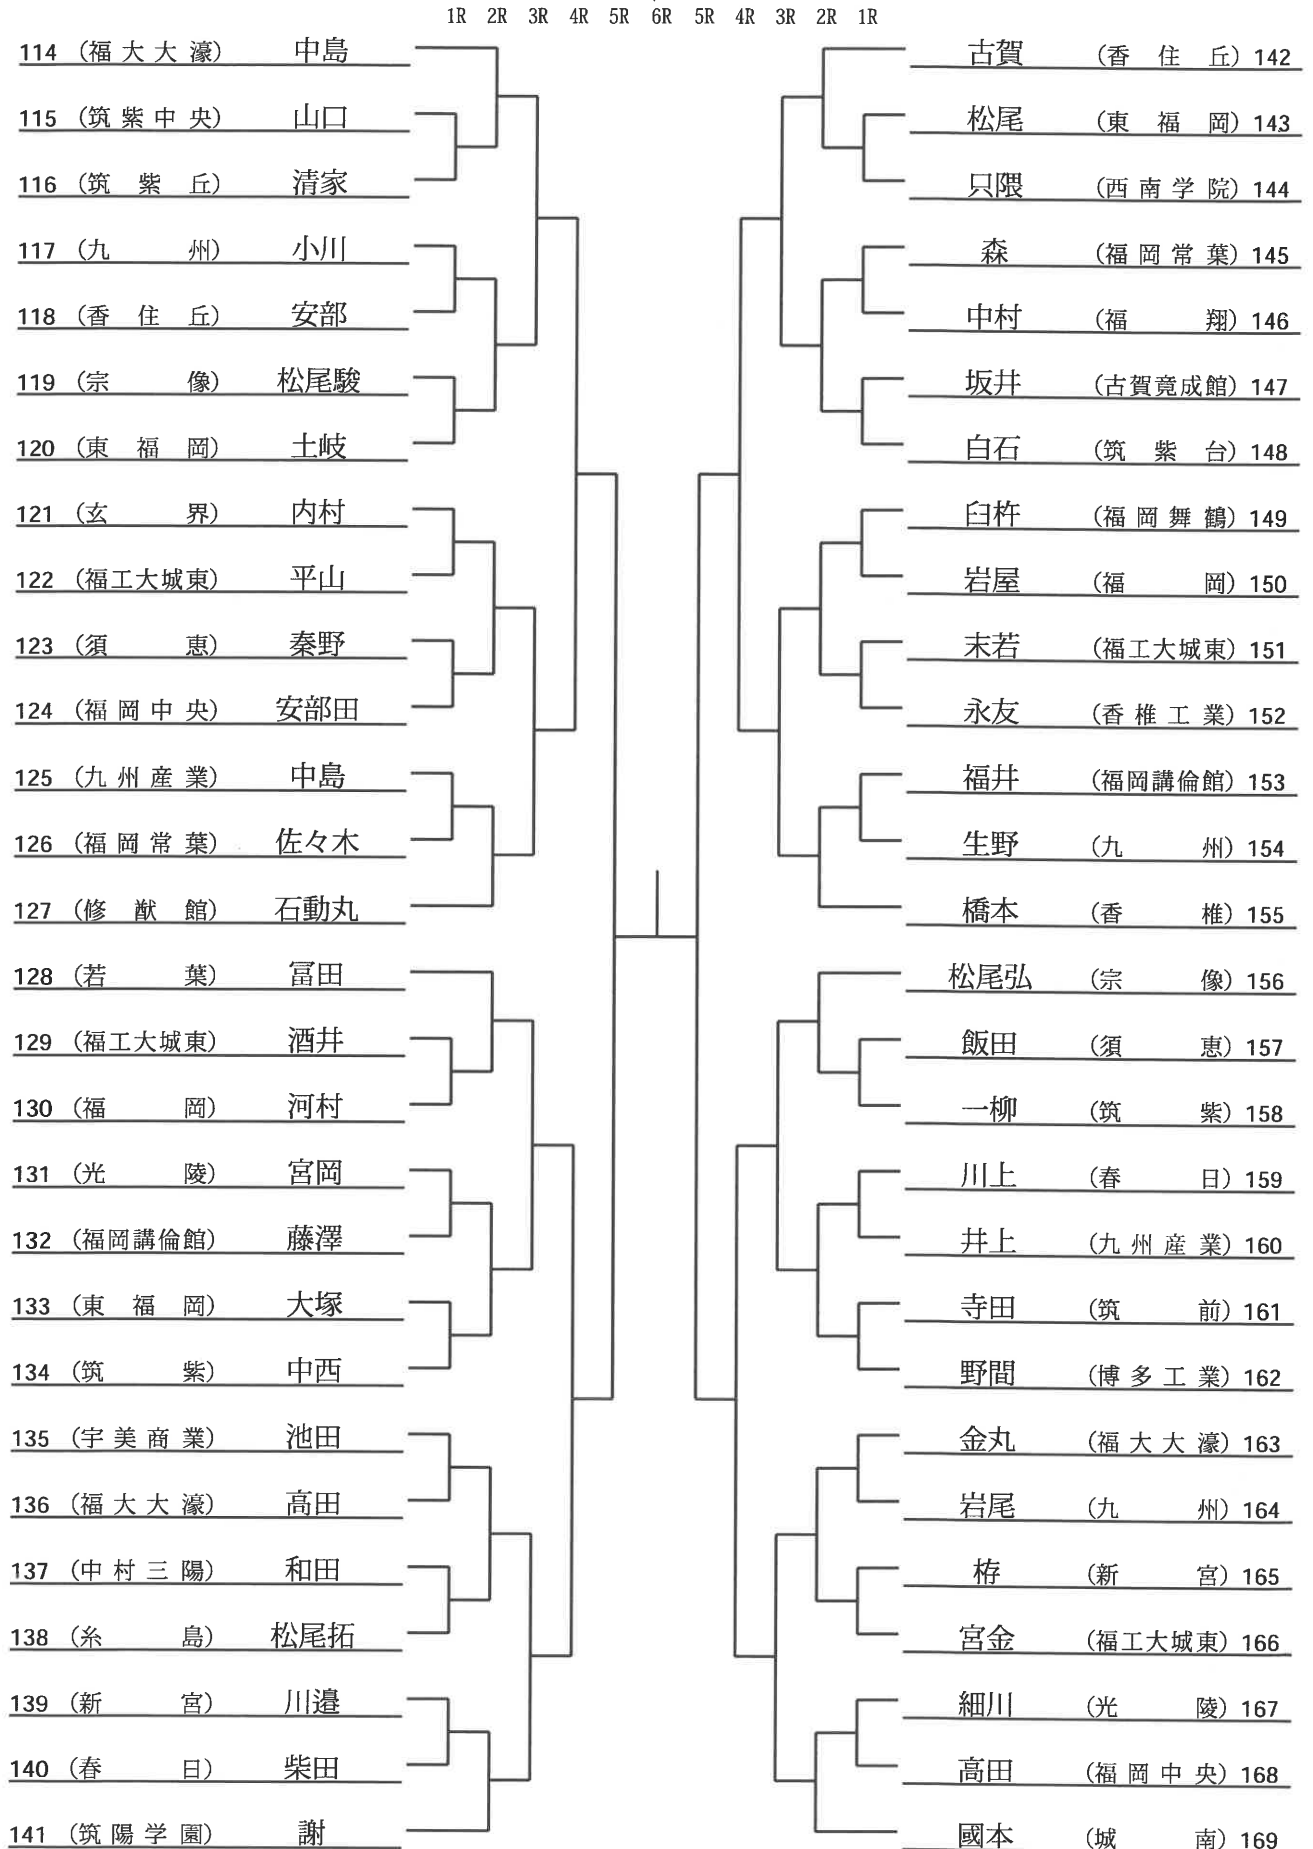 1R 2R 3R 4R 5R 6R 5R 4R 3R 2R 1R
114 (福大大濠) 中島
115 (筑紫中央) 山口
116 (筑紫丘) 清家
117 (九州) 小川
118 (香住丘) 安部
119 (宗像) 松尾駿
120 (東福岡) 土岐
121 (玄界) 内村
122 (福工大城東) 平山
123 (須恵) 秦野
124 (福岡中央) 安部田
125 (九州産業) 中島
126 (福岡常葉) 佐々木
127 (修猷館) 石動丸
128 (若葉) 冨田
129 (福工大城東) 酒井
130 (福岡) 河村
131 (光陵) 宮岡
132 (福岡講倫館) 藤澤
133 (東福岡) 大塚
134 (筑紫) 中西
135 (宇美商業) 池田
136 (福大大濠) 高田
137 (中村三陽) 和田
138 (糸島) 松尾拓
139 (新宮) 川邉
140 (春日) 柴田
141 (筑陽学園) 謝
古賀 (香住丘) 142
松尾 (東福岡) 143
只隈 (西南学院) 144
森 (福岡常葉) 145
中村 (福翔) 146
坂井 (古賀竟成館) 147
白石 (筑紫台) 148
臼杵 (福岡舞鶴) 149
岩屋 (福岡) 150
末若 (福工大城東) 151
永友 (香椎工業) 152
福井 (福岡講倫館) 153
生野 (九州) 154
橋本 (香椎) 155
松尾弘 (宗像) 156
飯田 (須恵) 157
一柳 (筑紫) 158
川上 (春日) 159
井上 (九州産業) 160
寺田 (筑前) 161
野間 (博多工業) 162
金丸 (福大大濠) 163
岩尾 (九州) 164
栫 (新宮) 165
宮金 (福工大城東) 166
細川 (光陵) 167
高田 (福岡中央) 168
國本 (城南) 169